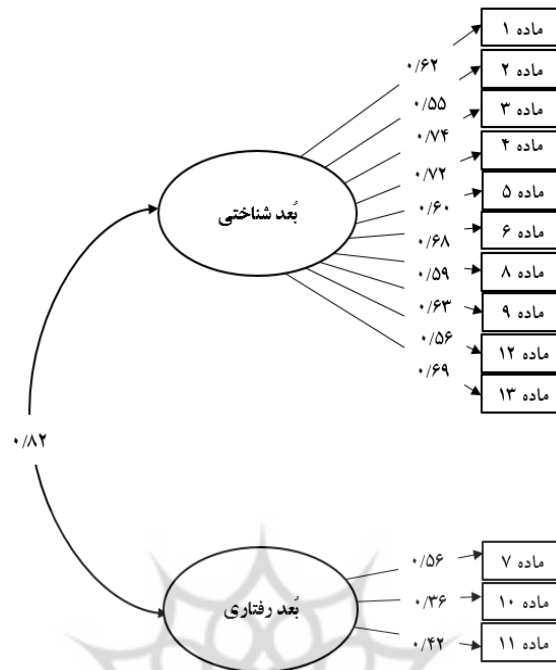 ماده ۱
۰/۶۲
ماده ۲
۰/۵۵
ماده ۳
۰/۷۴
ماده ۴
۰/۷۲
ماده ۵
۰/۶۰
ماده ۶
۰/۶۸
ماده ۸
۰/۵۹
ماده ۹
۰/۶۳
ماده ۱۲
۰/۵۶
ماده ۱۳
۰/۶۹
بُعد شناختی
۰/۸۲
ماده ۷
۰/۵۶
ماده ۱۰
۰/۳۶
ماده ۱۱
۰/۴۲
بُعد رفتاری